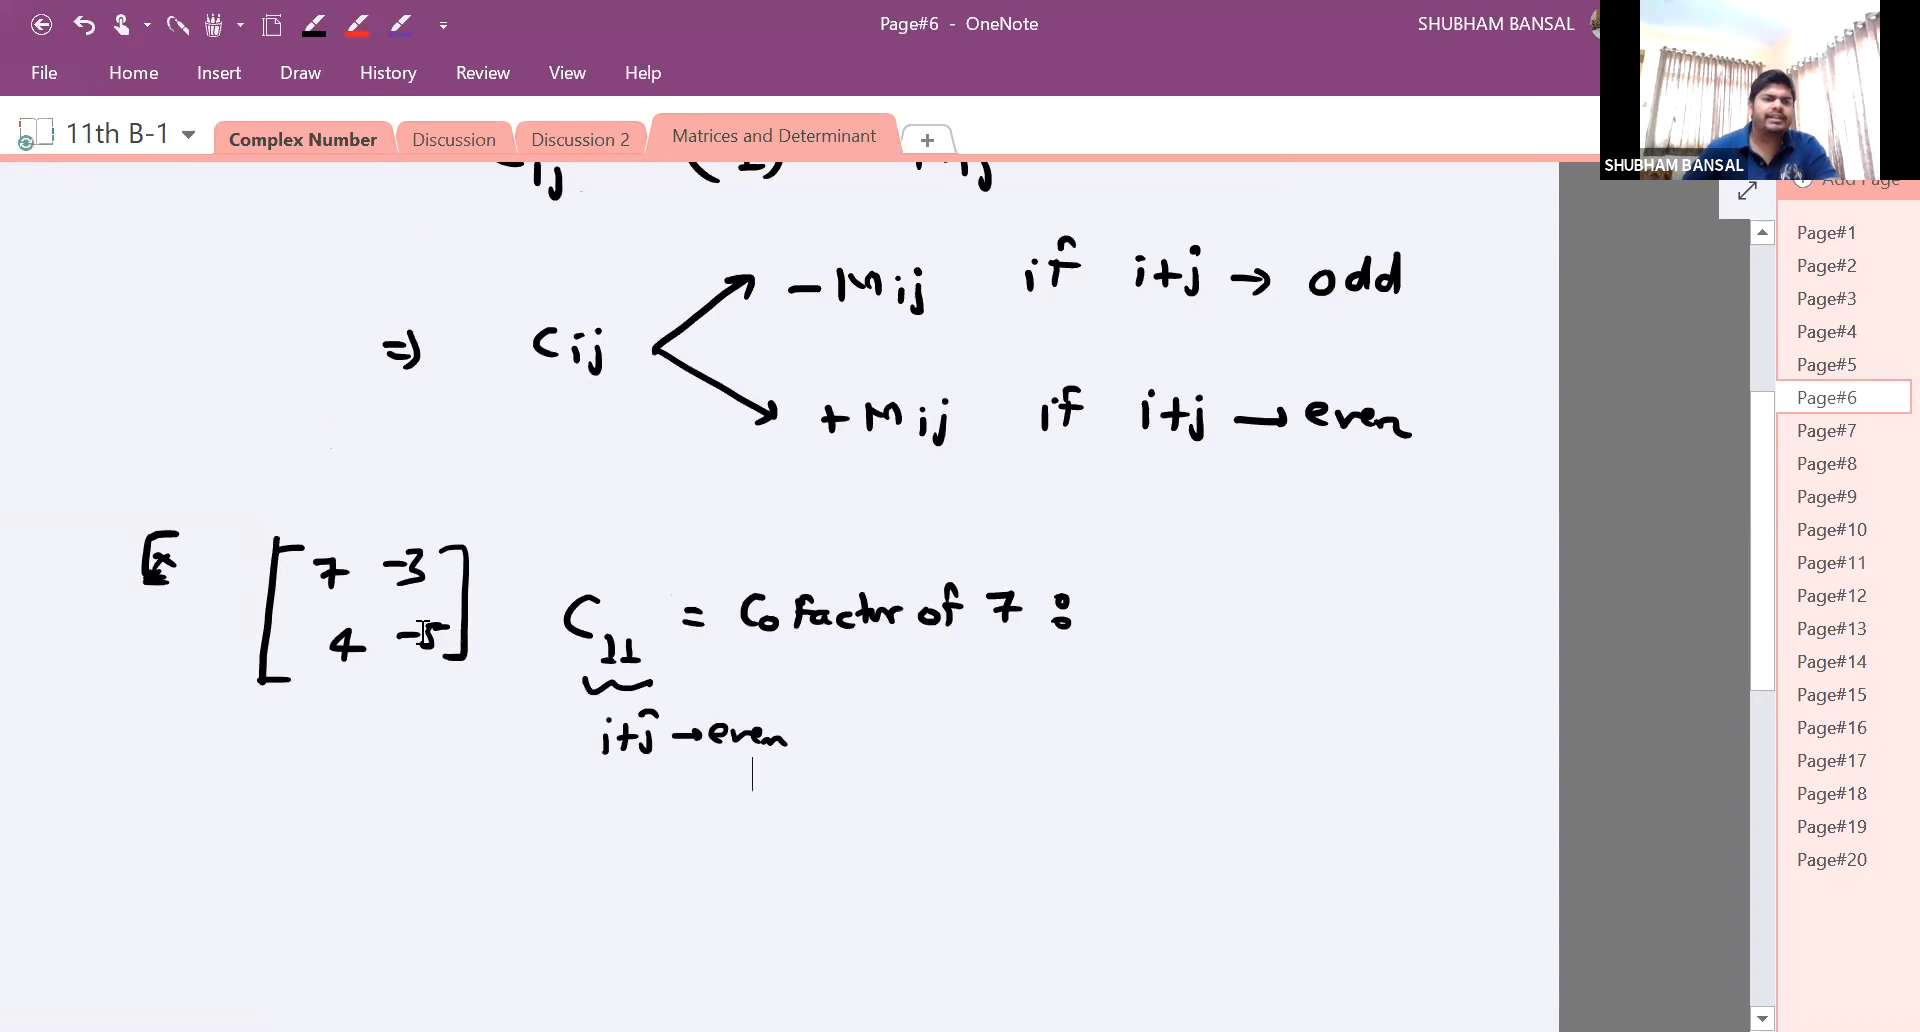 Page#6 - OneNote
SHUBHAM BANSAL
File Home Insert Draw History Review View Help
SHUBHAM BANSAL
11th B-1
Complex Number
Discussion
Discussion 2
Matrices and Determinant
+
Add Page
Page#1
Page#2
Page#3
Page#4
Page#5
Page#6
Page#7
Page#8
Page#9
Page#10
Page#11
Page#12
Page#13
Page#14
Page#15
Page#16
Page#17
Page#18
Page#19
Page#20
-Mij if i+j → odd
⇒ Cij
+Mij if i+j → even
Ex [7 -3
4 -5]
C11 = Cofactor of 7 :
i+j → even